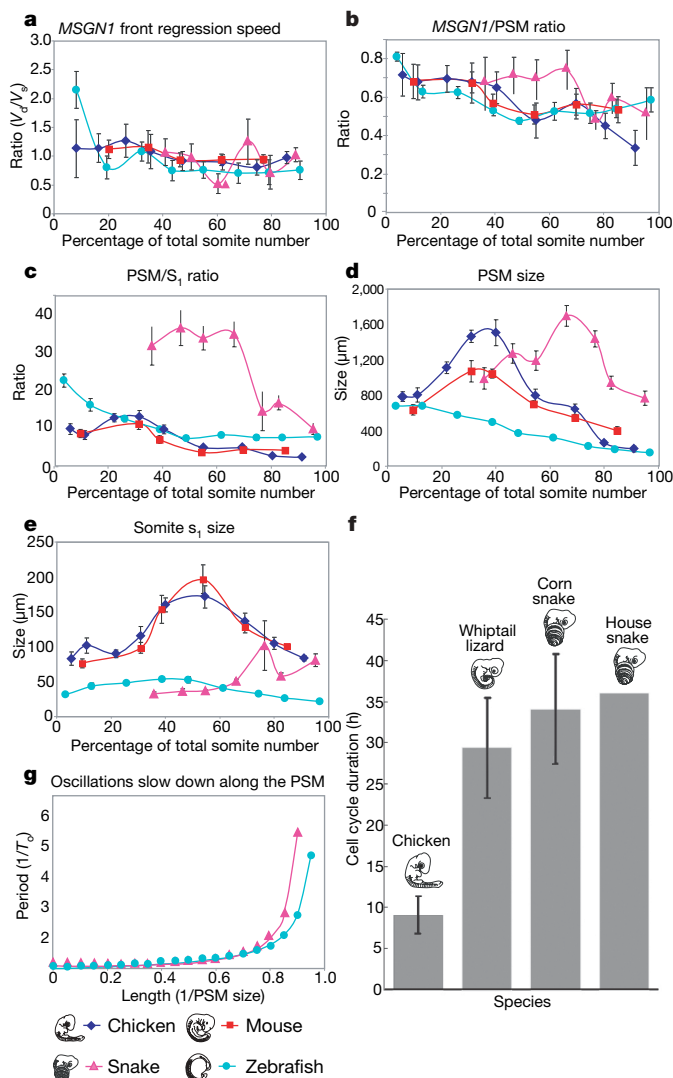 a MSGN1 front regression speed
Ratio (Vd/Vs)
3.0
2.5
2.0
1.5
1.0
0.5
0
0 20 40 60 80 100
Percentage of total somite number
b MSGN1/PSM ratio
Ratio
0.8
0.6
0.4
0.2
0
0 20 40 60 80 100
Percentage of total somite number
c PSM/S1 ratio
Ratio
40
30
20
10
0
0 20 40 60 80 100
Percentage of total somite number
d PSM size
Size (µm)
2,000
1,600
1,200
800
400
0
0 20 40 60 80 100
Percentage of total somite number
e Somite s1 size
Size (µm)
250
200
150
100
50
0
0 20 40 60 80 100
Percentage of total somite number
f
Cell cycle duration (h)
45
40
35
30
25
20
15
10
5
0
Chicken
Whiptail
lizard
Corn
snake
House
snake
Species
g Oscillations slow down along the PSM
Period (1/To)
6
5
4
3
2
0 0.2 0.4 0.6 0.8 1.0
Length (1/PSM size)
Chicken Mouse
Snake Zebrafish